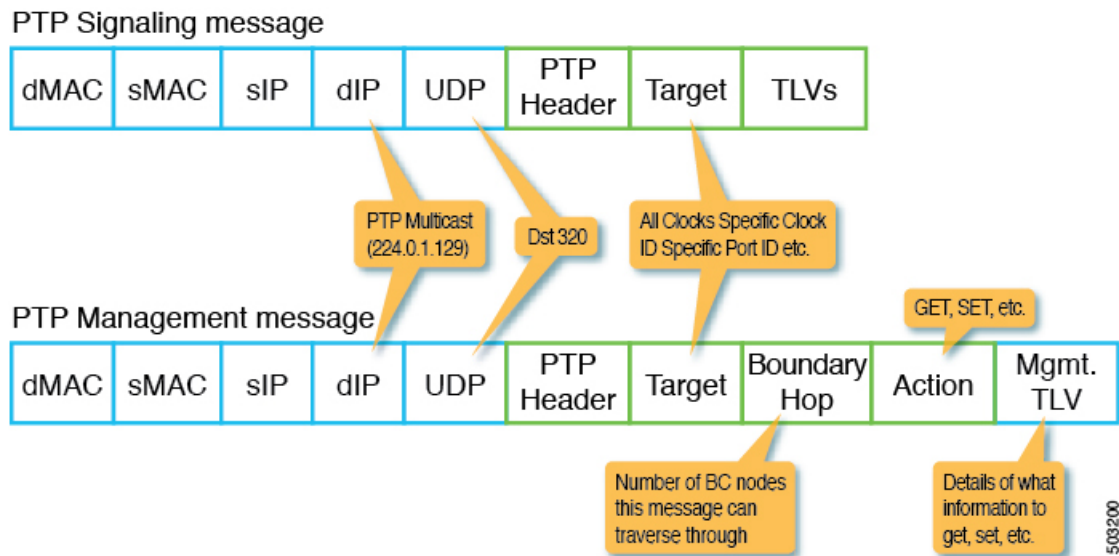 PTP Signaling message
dMAC sMAC sIP dIP UDP PTP Header Target TLVs
PTP Multicast
(224.0.1.129)
Dst 320
All Clocks Specific Clock
ID Specific Port ID etc.
PTP Management message
GET, SET, etc.
dMAC sMAC sIP dIP UDP PTP Header Target Boundary Hop Action Mgmt. TLV
Number of BC nodes
this message can
traverse through
Details of what
information to
get, set, etc.
503200